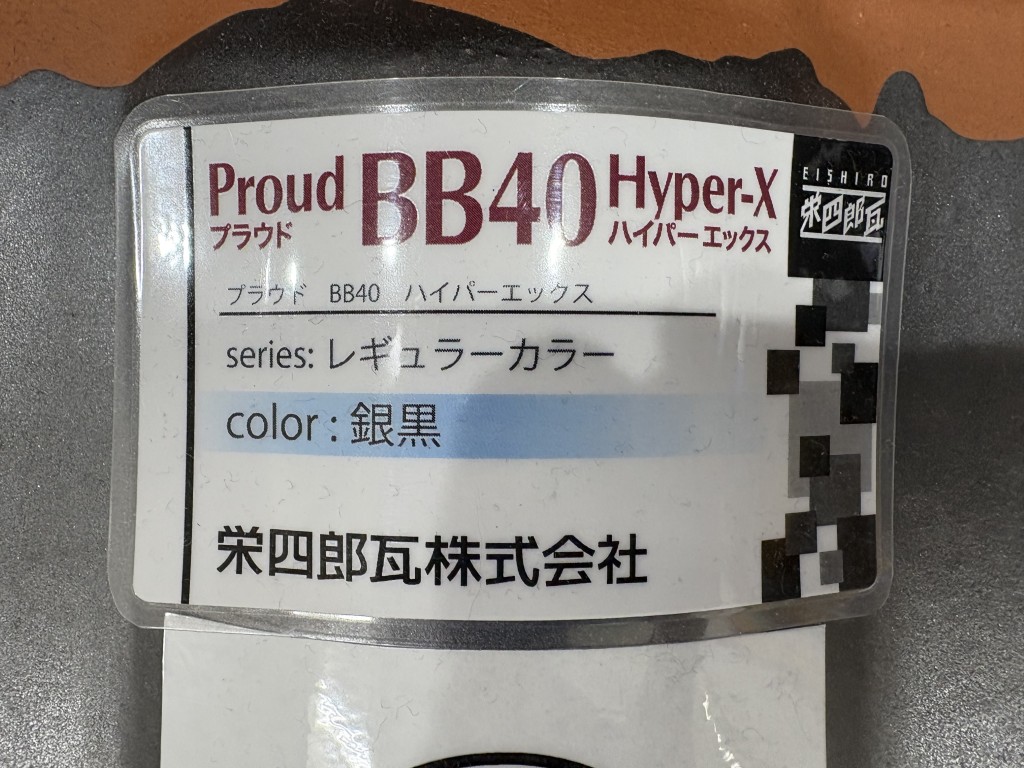 Proud BB40 Hyper-X
プラウド ハイパーエックス
EISHIRO
栄四郎瓦
プラウド BB40 ハイパーエックス
series: レギュラーカラー
color : 銀黒
栄四郎瓦株式会社